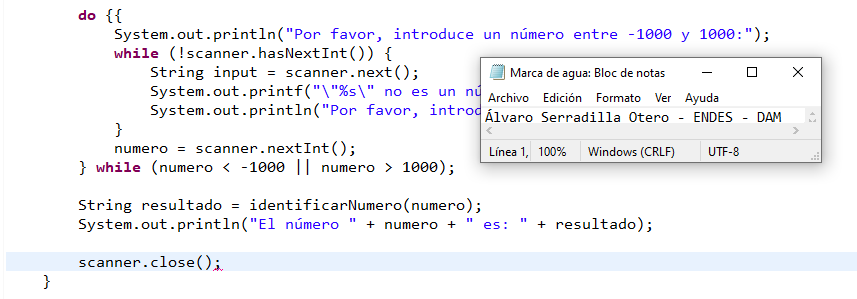 do {{
System.out.println("Por favor, introduce un número entre -1000 y 1000:");
while (!scanner.hasNextInt()) {
String input = scanner.next();
System.out.printf("\"%s\" no es un nú
System.out.println("Por favor, introd
}
numero = scanner.nextInt();
} while (numero < -1000 || numero > 1000);
String resultado = identificarNumero(numero);
System.out.println("El número " + numero + " es: " + resultado);
scanner.close();
}
Marca de agua: Bloc de notas
Archivo Edición Formato Ver Ayuda
Álvaro Serradilla Otero - ENDES - DAM
Línea 1, 100% Windows (CRLF) UTF-8